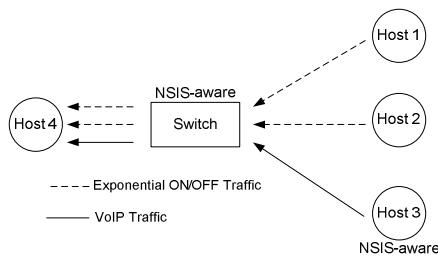 Host 1
NSIS-aware
Host 4
Switch
Host 2
Exponential ON/OFF Traffic
VoIP Traffic
Host 3
NSIS-aware